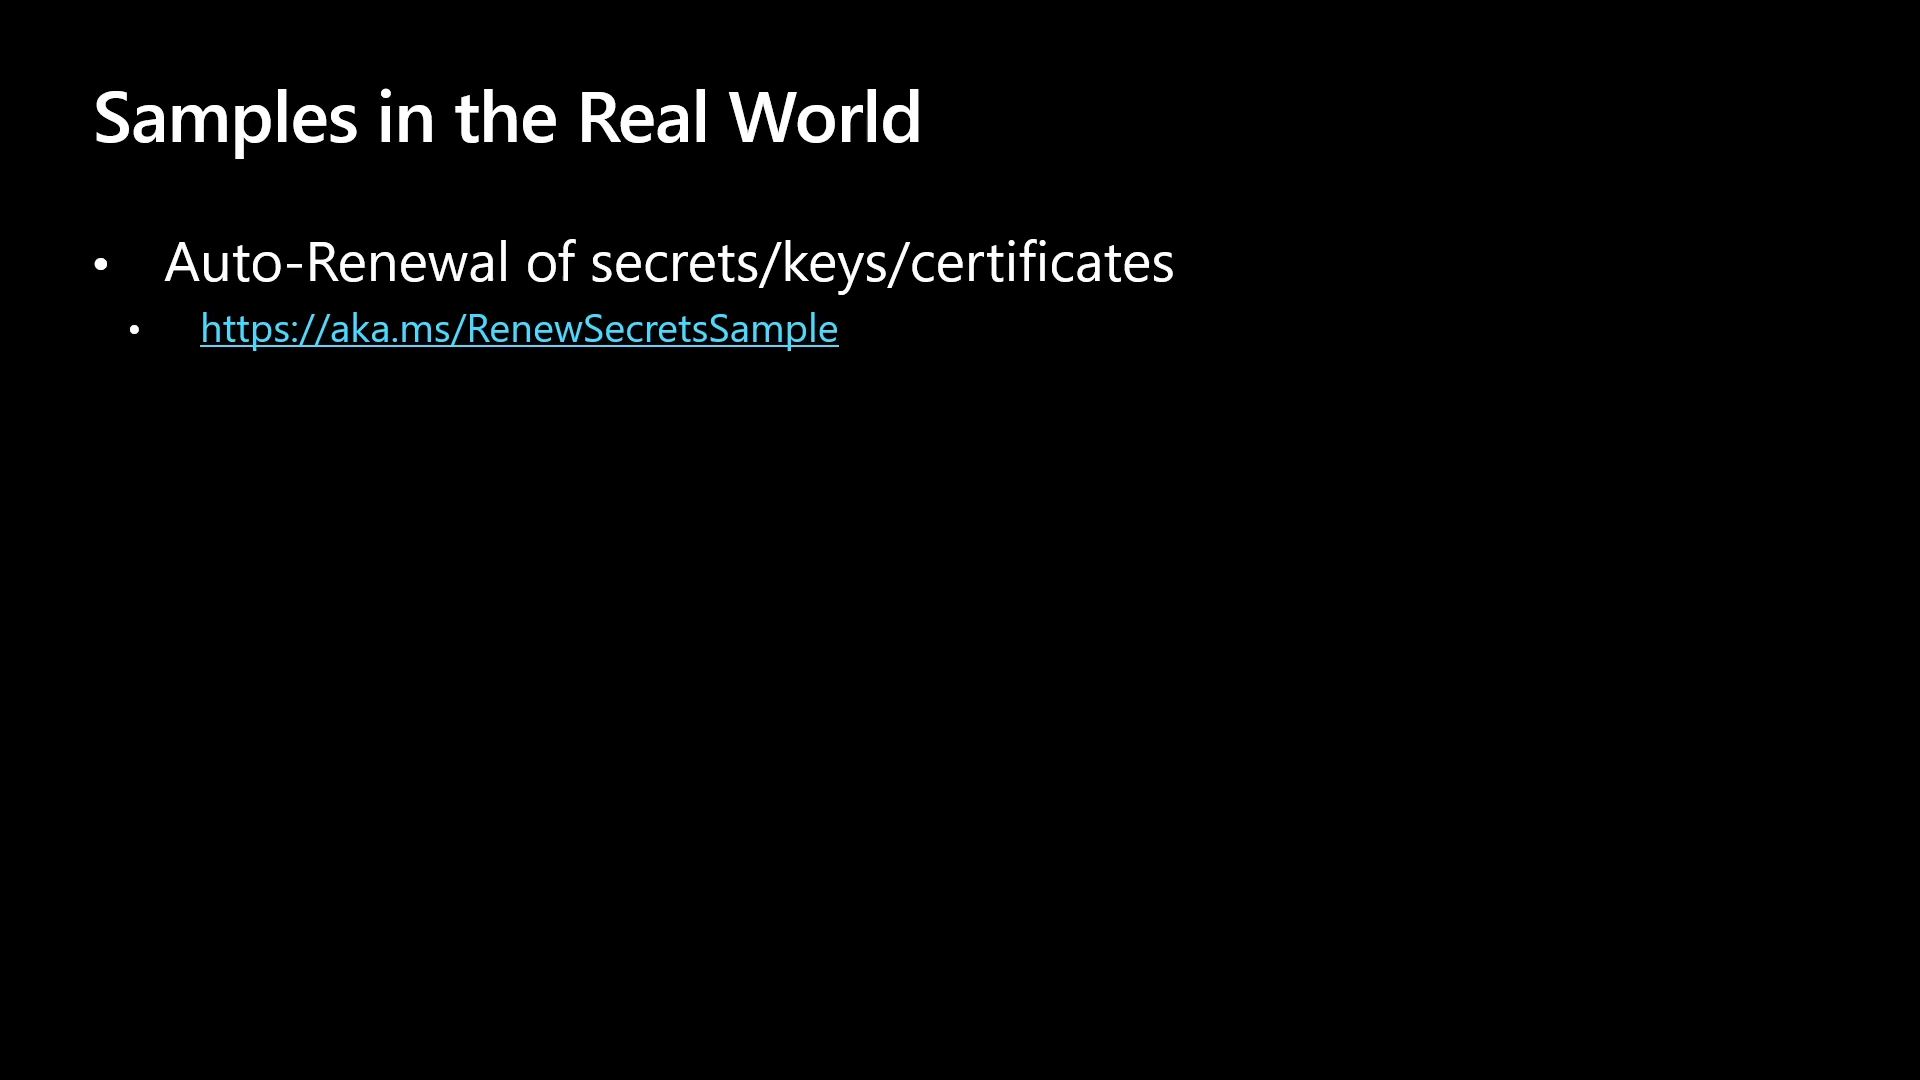 Samples in the Real World
• Auto-Renewal of secrets/keys/certificates
• https://aka.ms/RenewSecretsSample